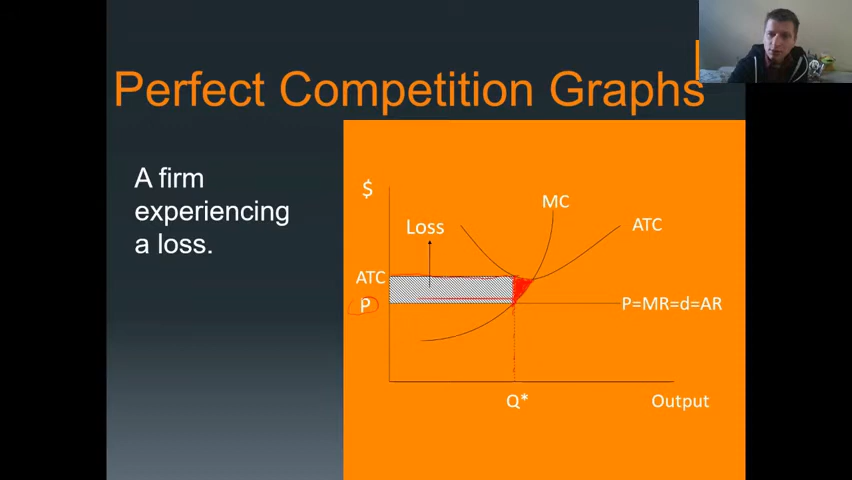 Perfect Competition Graphs
A firm
experiencing
a loss.
$
MC
Loss
ATC
ATC
P
P=MR=d=AR
Q*
Output